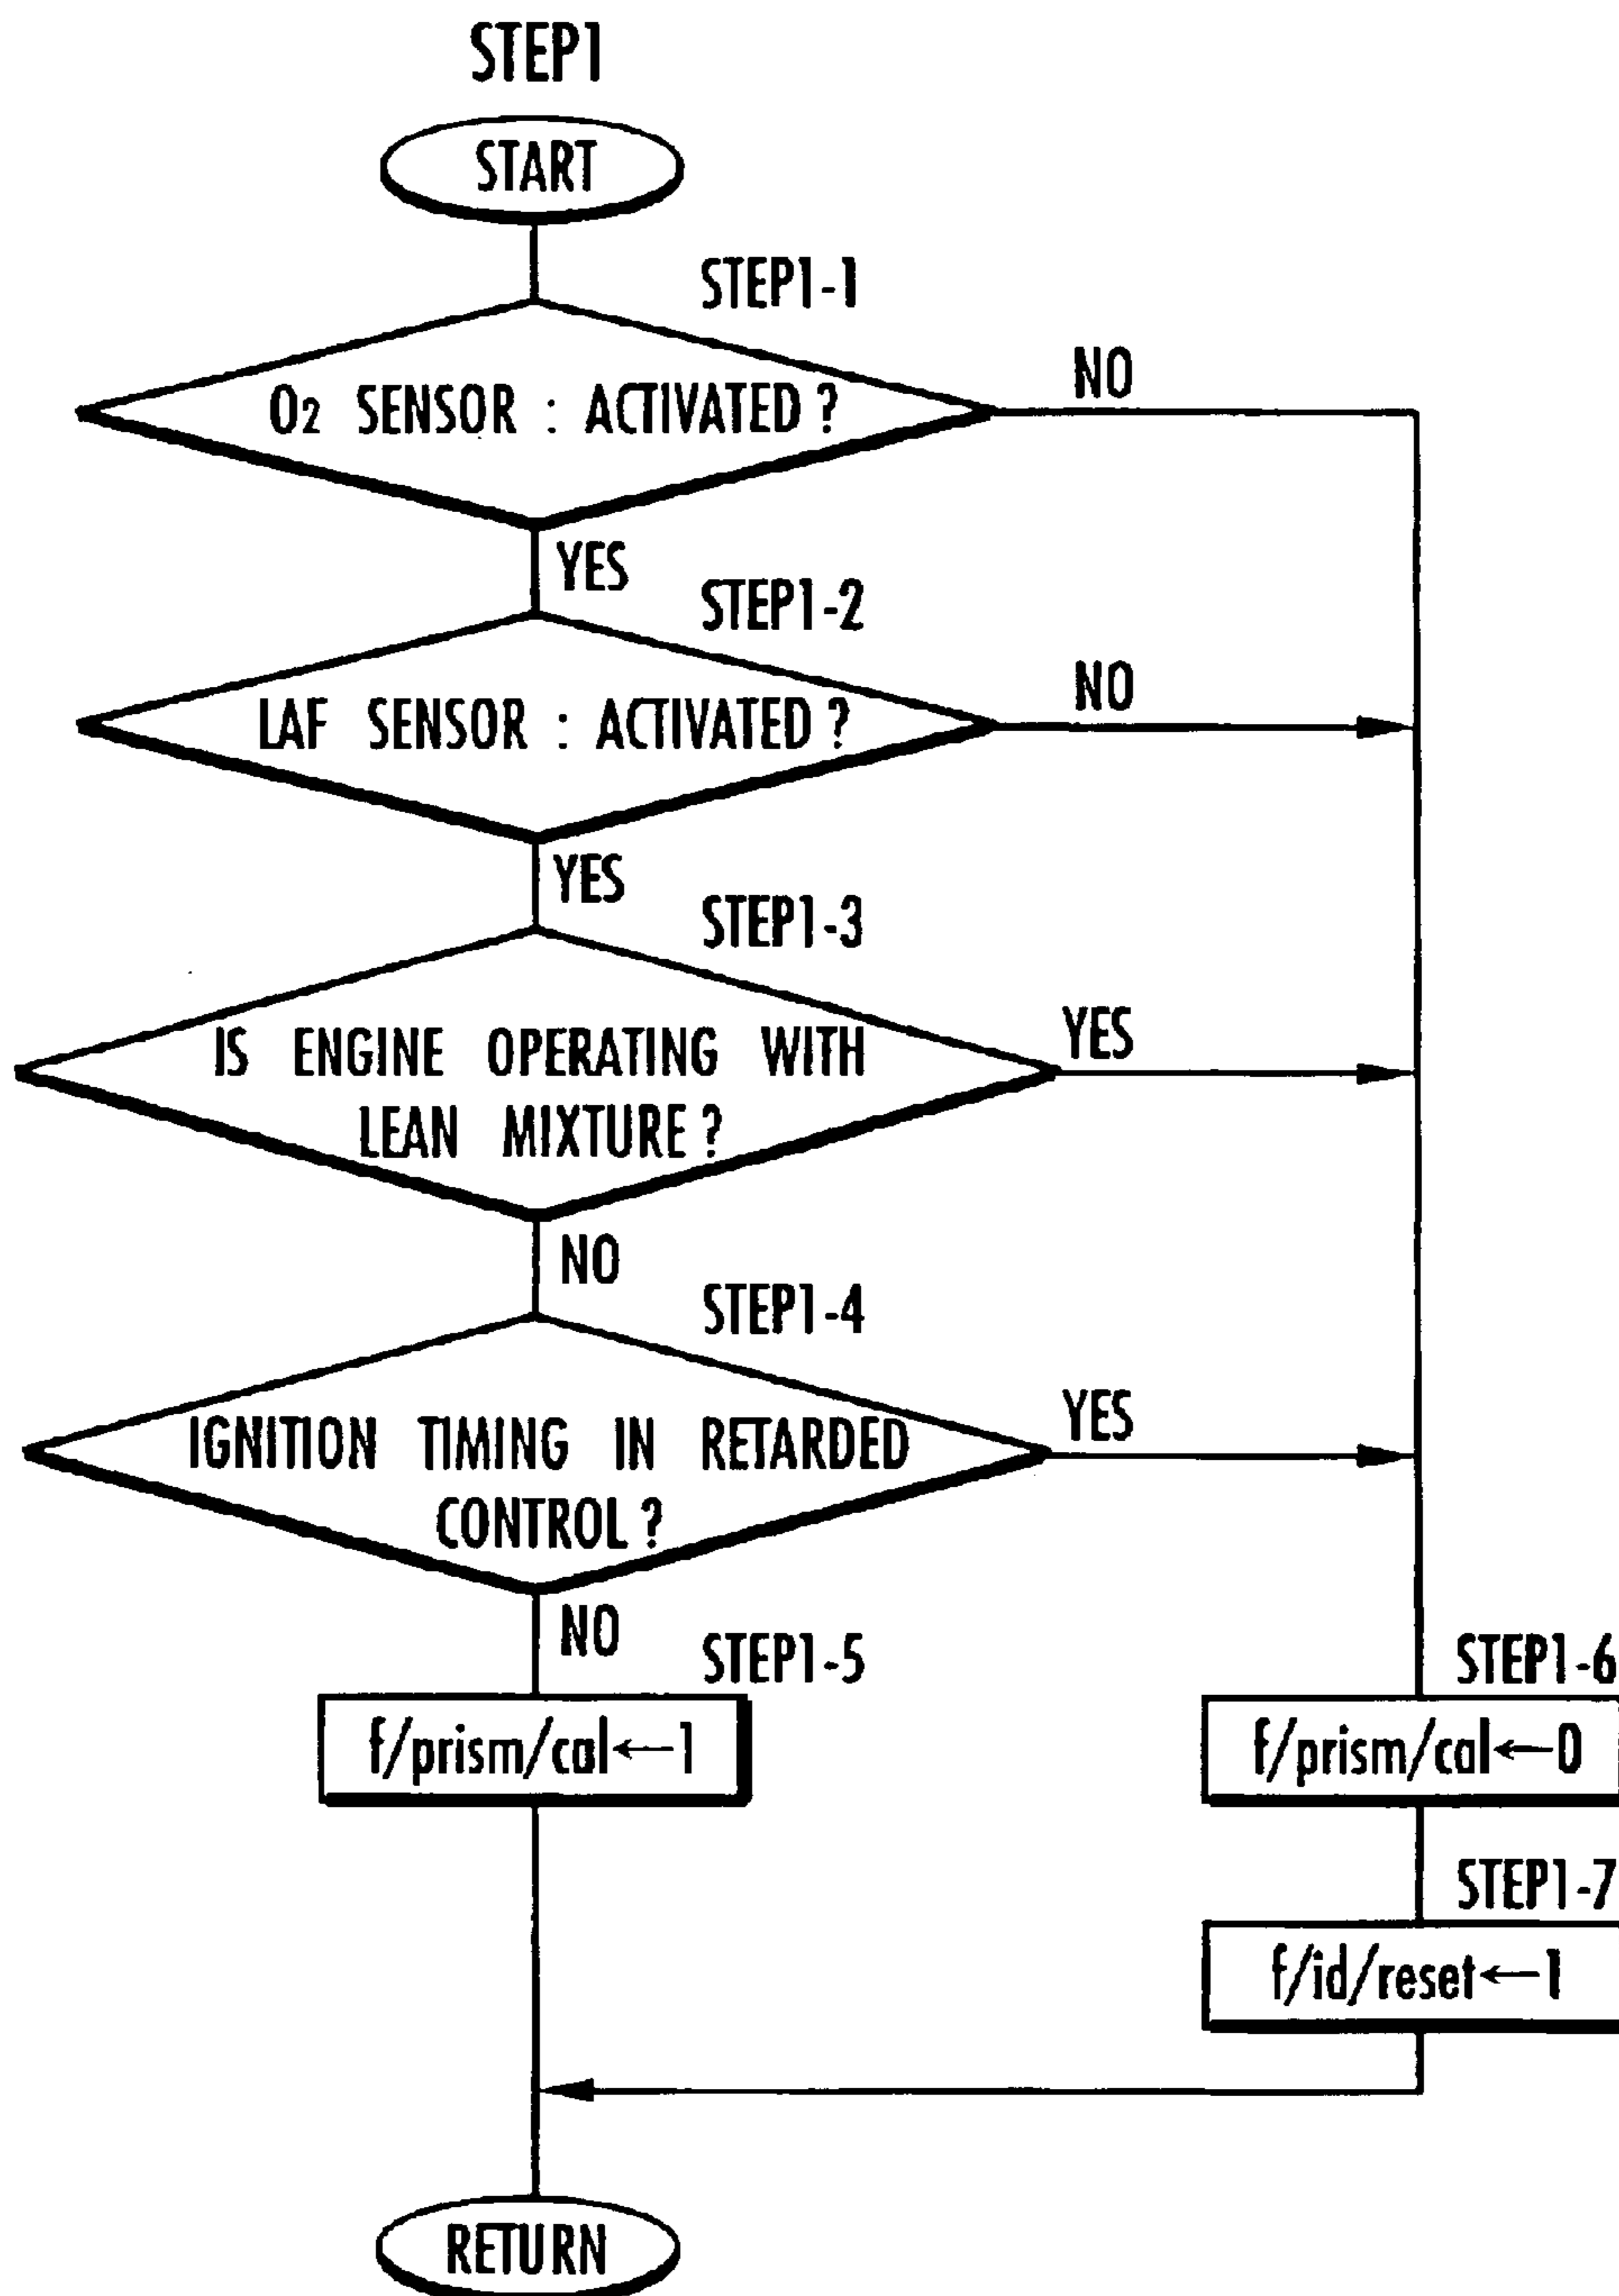 STEP1
START
STEP1-1
O2 SENSOR : ACTIVATED ?
NO
YES
STEP1-2
LAF SENSOR : ACTIVATED ?
NO
YES
STEP1-3
IS ENGINE OPERATING WITH
LEAN MIXTURE ?
YES
NO
STEP1-4
IGNITION TIMING IN RETARDED
CONTROL ?
YES
NO
STEP1-5
f/prism/cal←1
STEP1-6
f/prism/cal←0
STEP1-7
f/id/reset←1
RETURN